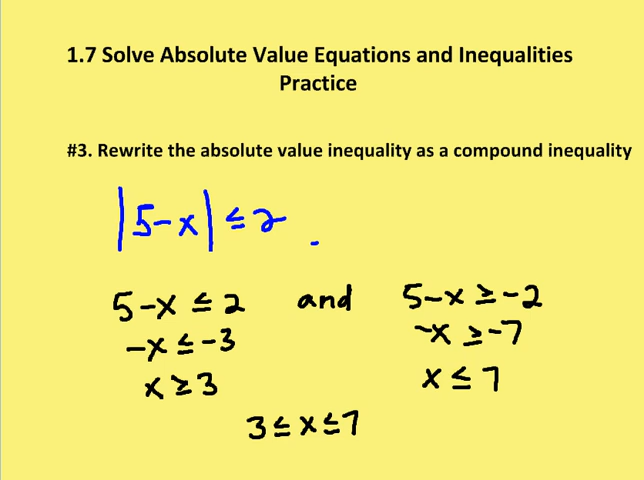 1.7 Solve Absolute Value Equations and Inequalities
Practice
#3. Rewrite the absolute value inequality as a compound inequality
|5-x| ≤ 2 .
5-x ≤ 2 and 5-x ≥ -2
-x ≤ -3 -x ≥ -7
x ≥ 3 x ≤ 7
3 ≤ x ≤ 7